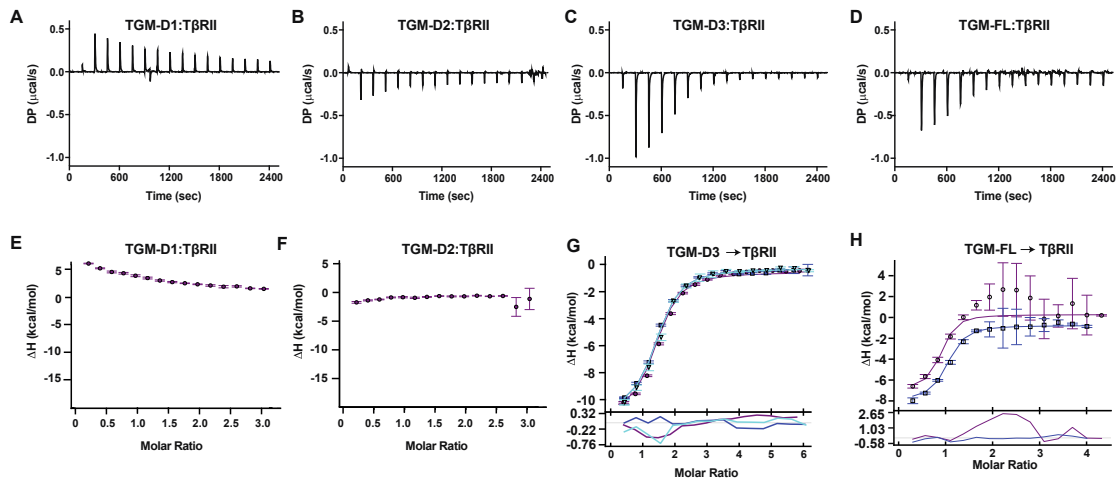 A
TGM-D1:TβRII
0.5
0.0
-0.5
-1.0
DP (μcal/s)
0 600 1200 1800 2400
Time (sec)
B
TGM-D2:TβRII
0.5
0.0
-0.5
-1.0
DP (μcal/s)
0 600 1200 1800 2400
Time (sec)
C
TGM-D3:TβRII
0.5
0.0
-0.5
-1.0
DP (μcal/s)
0 600 1200 1800 2400
Time (sec)
D
TGM-FL:TβRII
0.5
0.0
-0.5
-1.0
DP (μcal/s)
0 600 1200 1800 2400
Time (sec)
E
TGM-D1:TβRII
5
0
-5
-10
-15
ΔH (kcal/mol)
0 0.5 1.0 1.5 2.0 2.5 3.0
Molar Ratio
F
TGM-D2:TβRII
5
0
-5
-10
-15
ΔH (kcal/mol)
0 0.5 1.0 1.5 2.0 2.5 3.0
Molar Ratio
G
TGM-D3 → TβRII
0
-2
-4
-6
-8
-10
ΔH (kcal/mol)
0.32
-0.22
-0.76
0 1 2 3 4 5 6
Molar Ratio
H
TGM-FL → TβRII
4
2
0
-2
-4
-6
-8
ΔH (kcal/mol)
2.65
1.03
-0.58
0 1 2 3 4
Molar Ratio